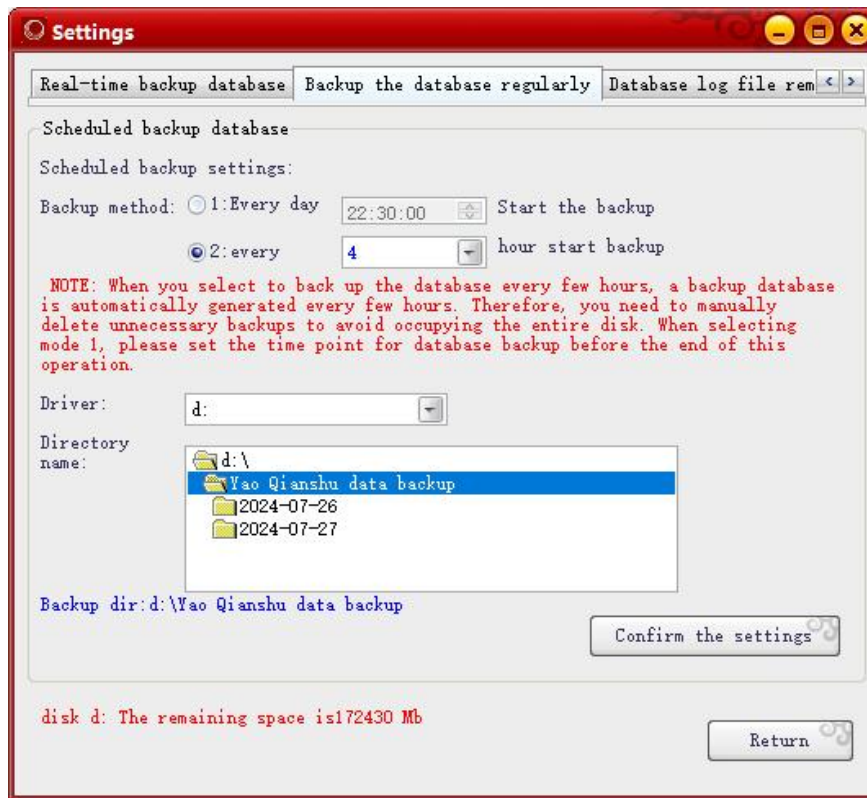 Settings
Real-time backup database
Backup the database regularly
Database log file rem
Scheduled backup database
Scheduled backup settings:
Backup method: 1:Every day 22:30:00 Start the backup
2:every 4 hour start backup
NOTE: When you select to back up the database every few hours, a backup database
is automatically generated every few hours. Therefore, you need to manually
delete unnecessary backups to avoid occupying the entire disk. When selecting
mode 1, please set the time point for database backup before the end of this
operation.
Driver: d:
Directory
name:
d:\
Yao Qianshu data backup
2024-07-26
2024-07-27
Backup dir:d:\Yao Qianshu data backup
Confirm the settings
disk d: The remaining space is172430 Mb
Return